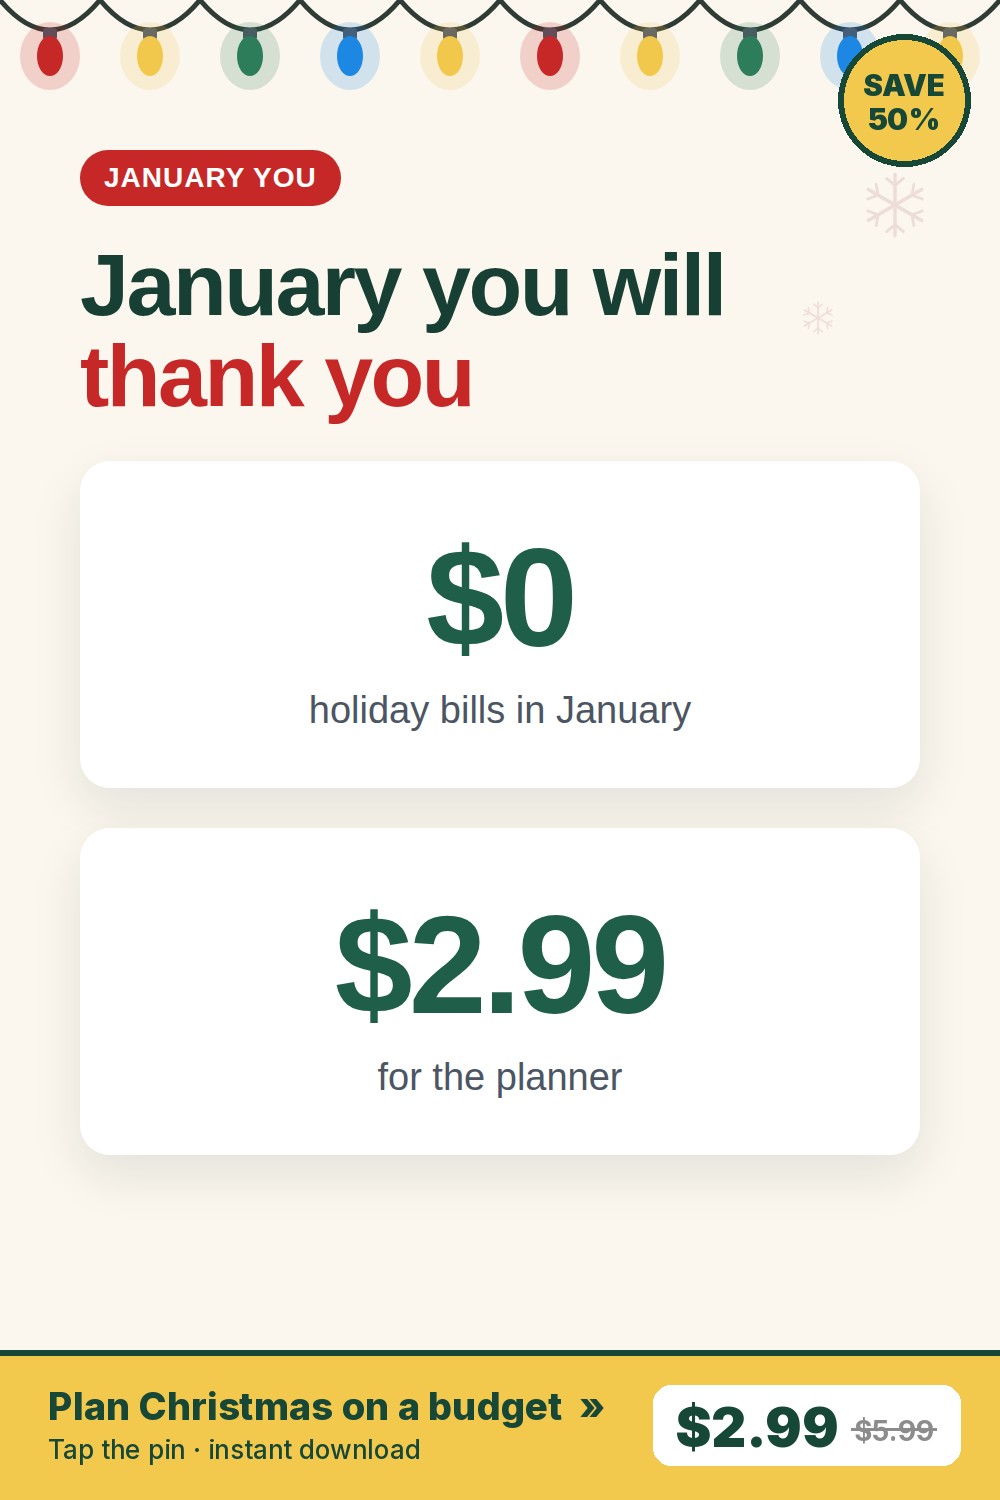 SAVE
50%
JANUARY YOU
January you will
thank you
$0
holiday bills in January
$2.99
for the planner
Plan Christmas on a budget »
Tap the pin · instant download
$2.99 $5.99